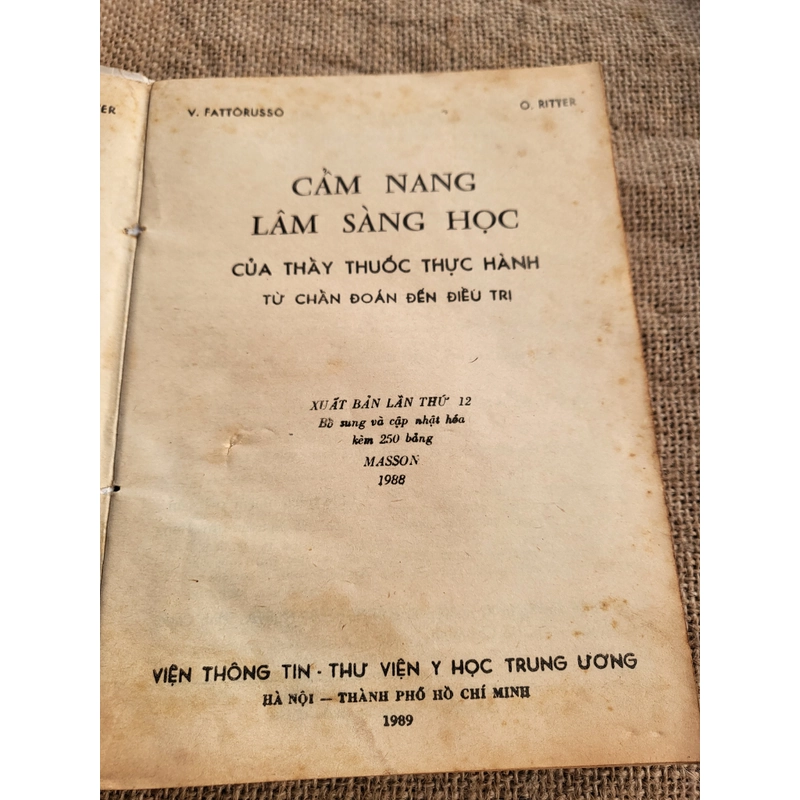 ER
V. FATTORUSSO
O. RITTER
CẨM NANG
LÂM SÀNG HỌC
CỦA THẦY THUỐC THỰC HÀNH
TỪ CHẨN ĐOÁN ĐẾN ĐIỀU TRỊ
XUẤT BẢN LẦN THỨ 12
Bổ sung và cập nhật hóa
kèm 250 bảng
MASSON
1988
VIỆN THÔNG TIN - THƯ VIỆN Y HỌC TRUNG ƯƠNG
HÀ NỘI — THÀNH PHỐ HỒ CHÍ MINH
1989